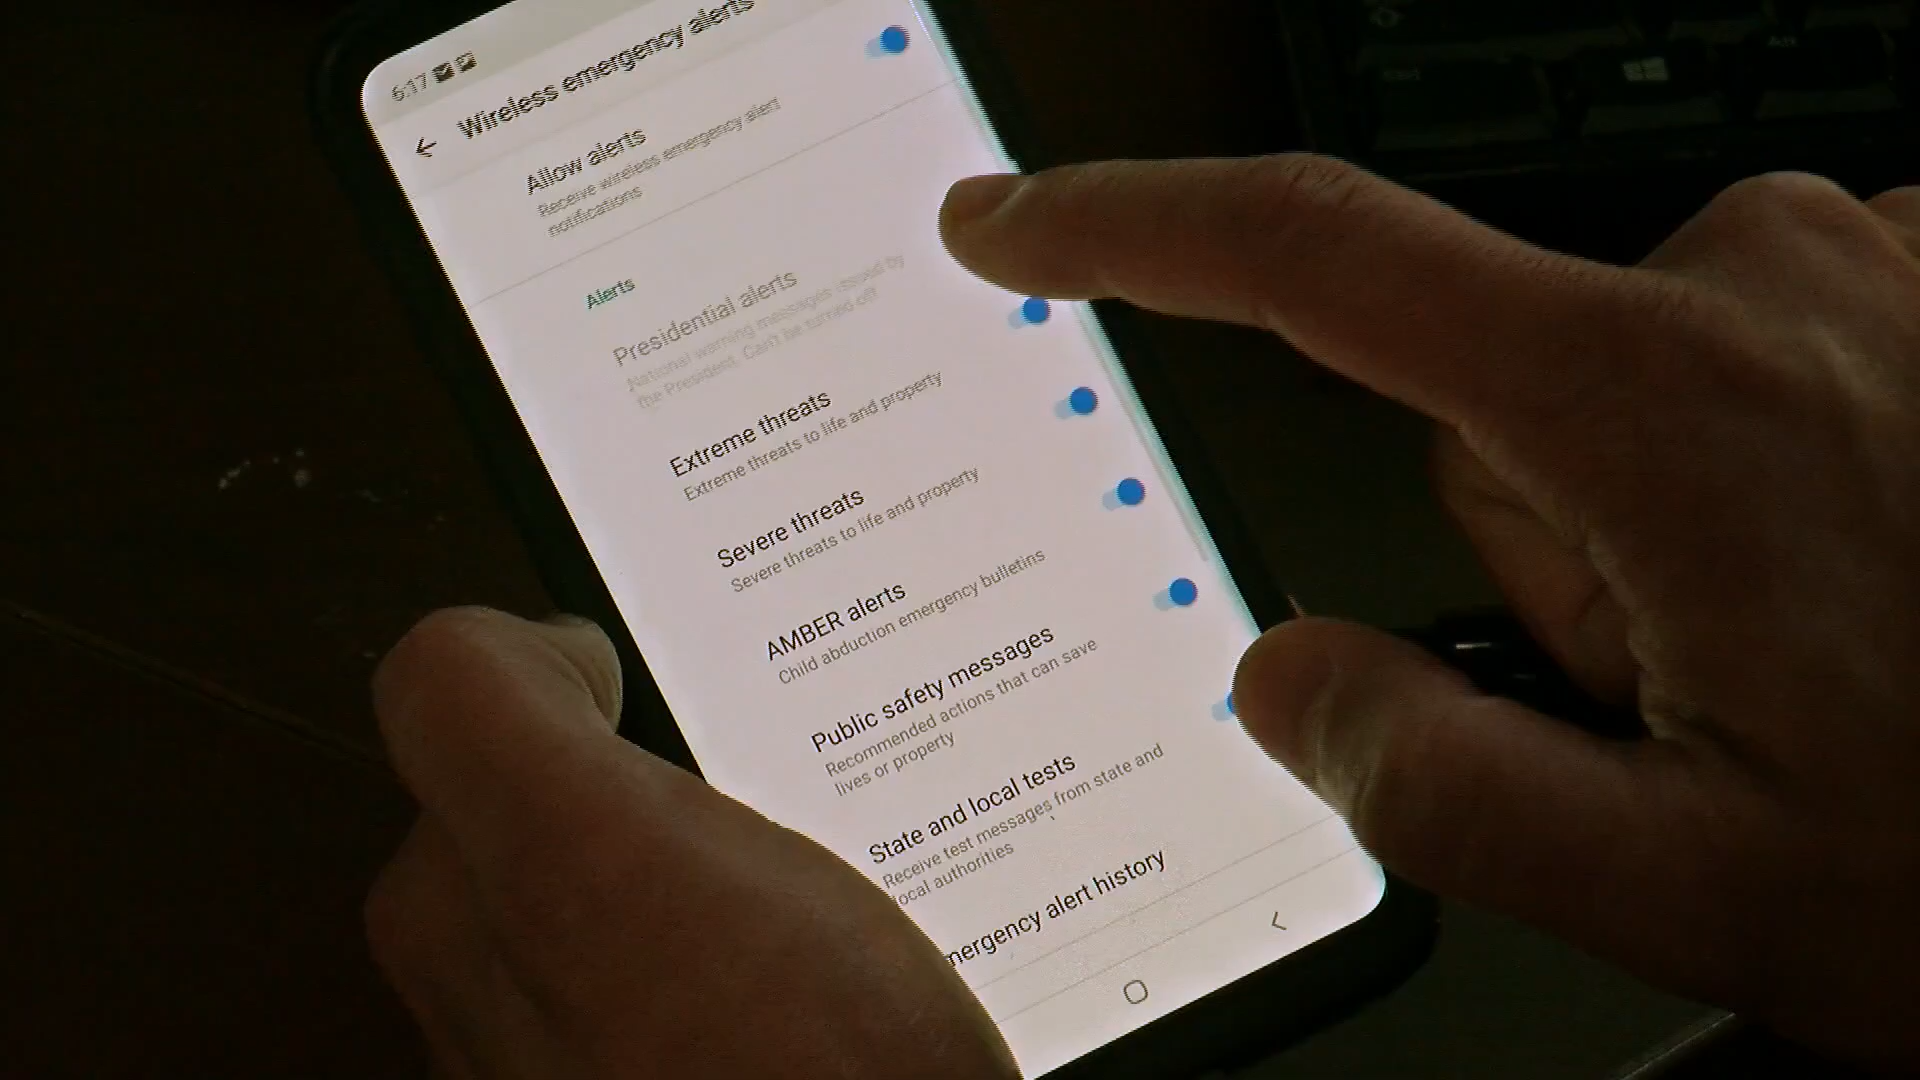 6:17
Wireless emergency alerts
Allow alerts
Receive wireless emergency alert
notifications
Alerts
Presidential alerts
National warning messages issued by
the President. Can't be turned off
Extreme threats
Extreme threats to life and property
Severe threats
Severe threats to life and property
AMBER alerts
Child abduction emergency bulletins
Public safety messages
Recommended actions that can save
lives or property
State and local tests
Receive test messages from state and
local authorities
mergency alert history